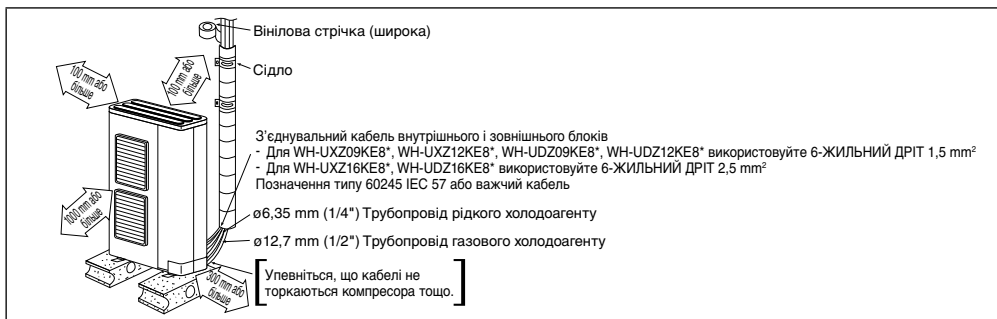 Вінілова стрічка (широка)
100 mm або
більше
100 mm або
більше
Сідло
З'єднувальний кабель внутрішнього і зовнішнього блоків
- Для WH-UXZ09KE8*, WH-UXZ12KE8*, WH-UDZ09KE8*, WH-UDZ12KE8* використовуйте 6-ЖИЛЬНИЙ ДРІТ 1,5 mm²
- Для WH-UXZ16KE8*, WH-UDZ16KE8* використовуйте 6-ЖИЛЬНИЙ ДРІТ 2,5 mm²
Позначення типу 60245 IEC 57 або важчий кабель
1000 mm або
більше
ø6,35 mm (1/4") Трубопровід рідкого холодоагенту
ø12,7 mm (1/2") Трубопровід газового холодоагенту
Упевніться, що кабелі не
торкаються компресора тощо.
300 mm або
більше